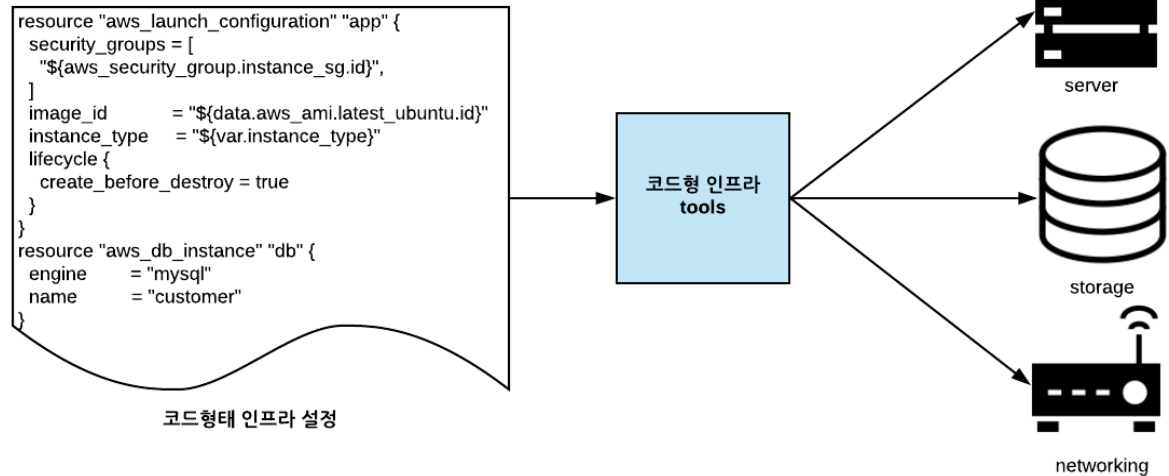 resource "aws_launch_configuration" "app" {
security_groups = [
"${aws_security_group.instance_sg.id}",
]
image_id = "${data.aws_ami.latest_ubuntu.id}"
instance_type = "${var.instance_type}"
lifecycle {
create_before_destroy = true
}
}
resource "aws_db_instance" "db" {
engine = "mysql"
name = "customer"
}
코드형태 인프라 설정
코드형 인프라
tools
server
storage
networking